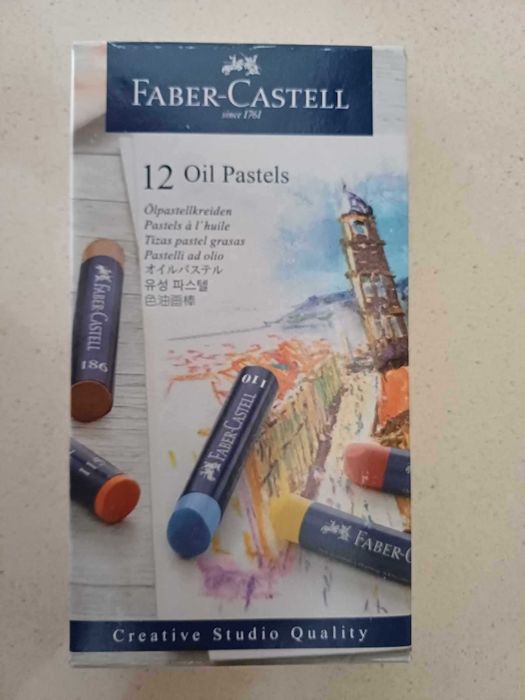 FABER-CASTELL
since 1761
12 Oil Pastels
Ölpastellkreiden
Pastels à l'huile
Tizas pastel grasas
Pastelli ad olio
オイルパステル
유성 파스텔
色油画棒
FABER-CASTELL
186
110
FABER-CASTELL
115
FABER-CA
Creative Studio Quality